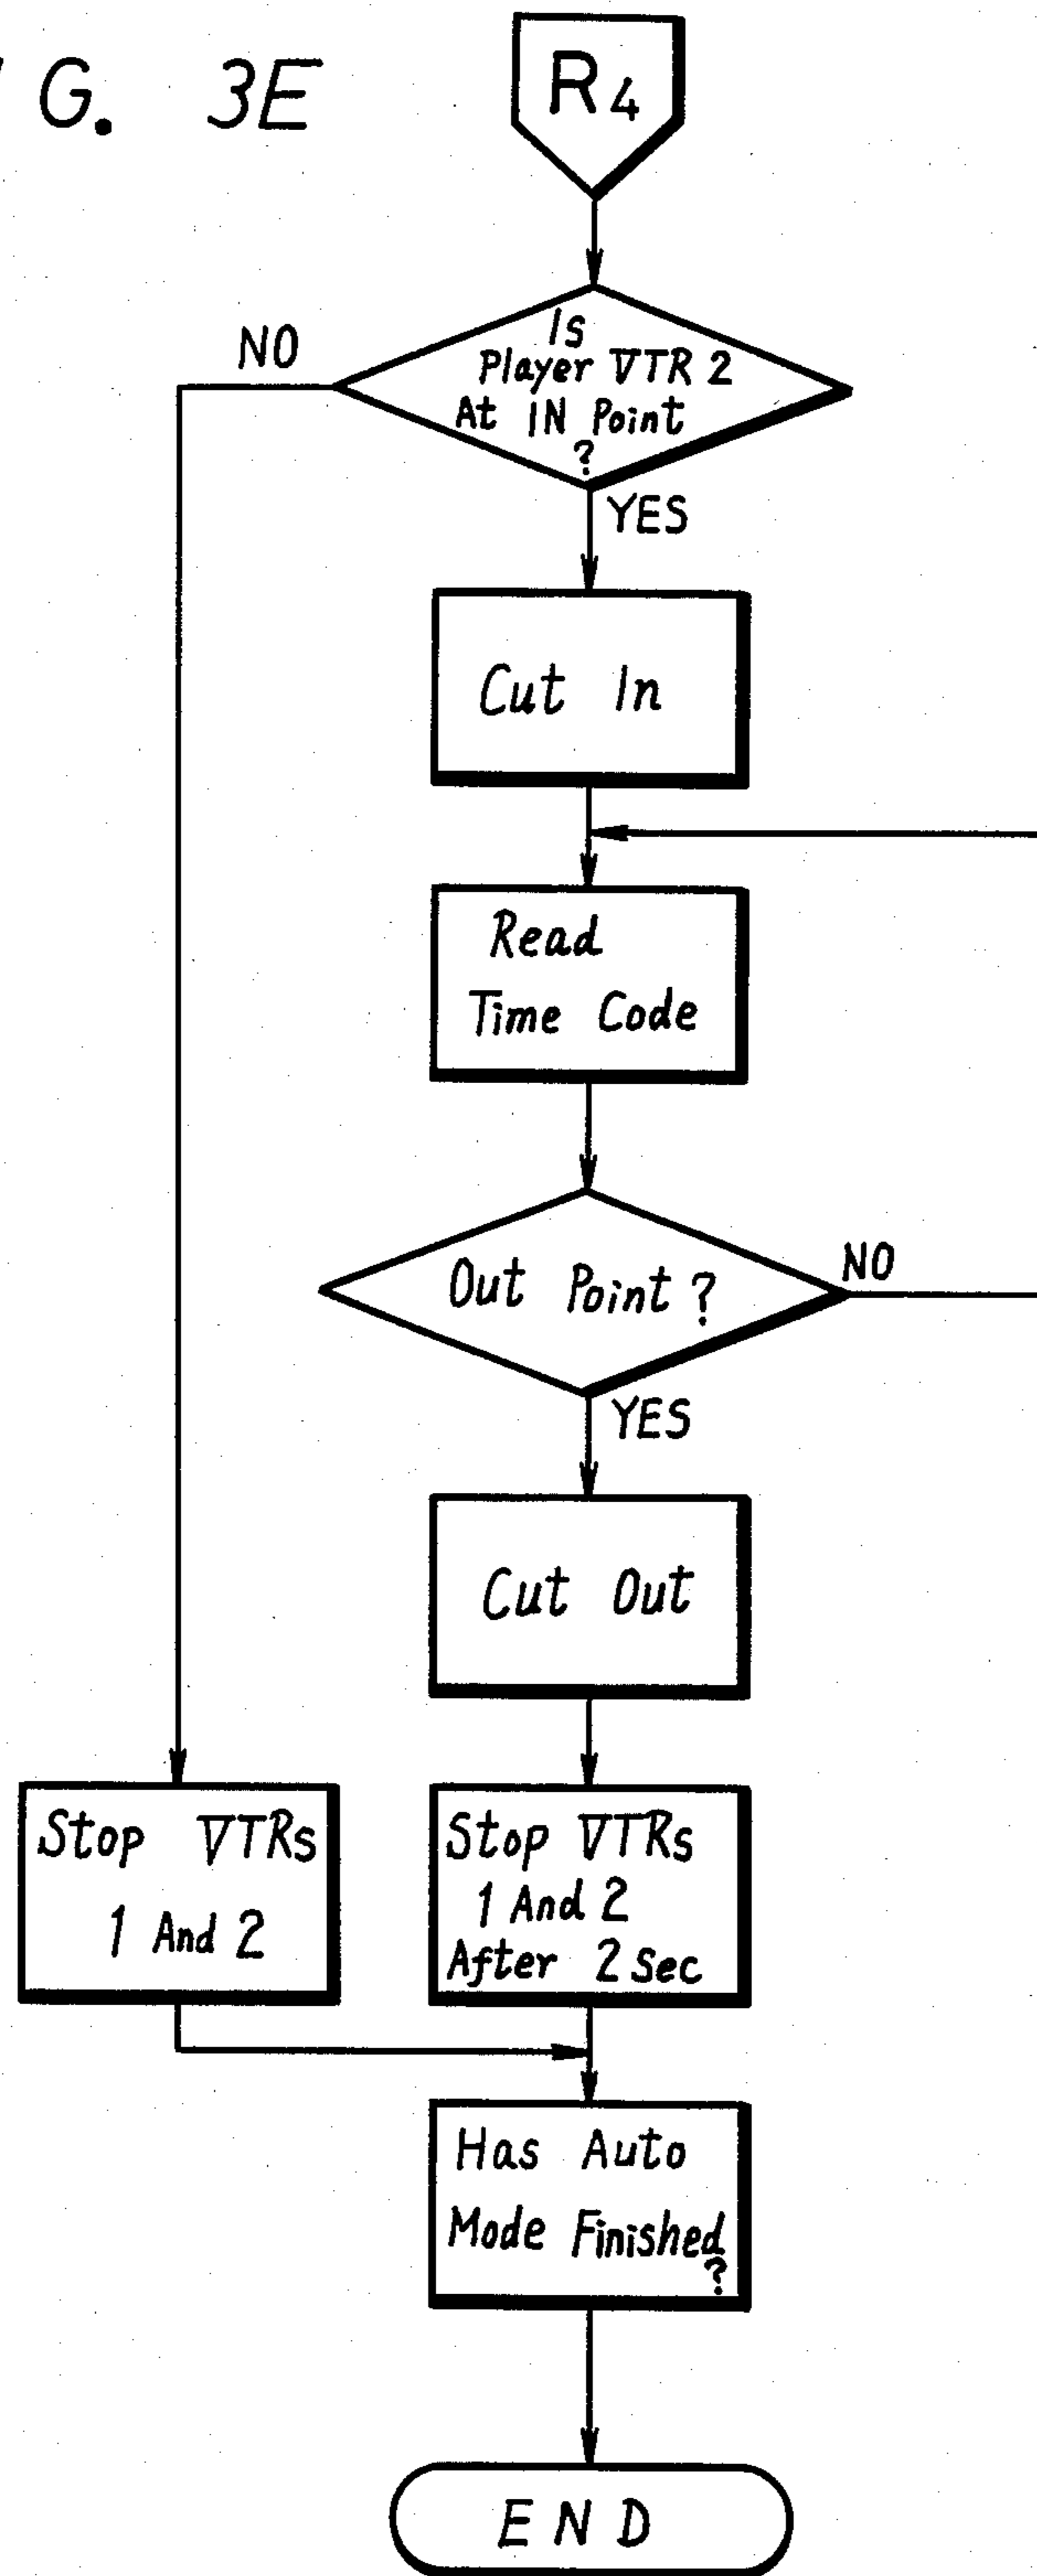 G. 3E
R4
Is
Player VTR 2
At IN Point
?
NO
YES
Cut In
Read
Time Code
Out Point ?
NO
YES
Cut Out
Stop VTRs
1 And 2
Stop VTRs
1 And 2
After 2 Sec
Has Auto
Mode Finished
?
END